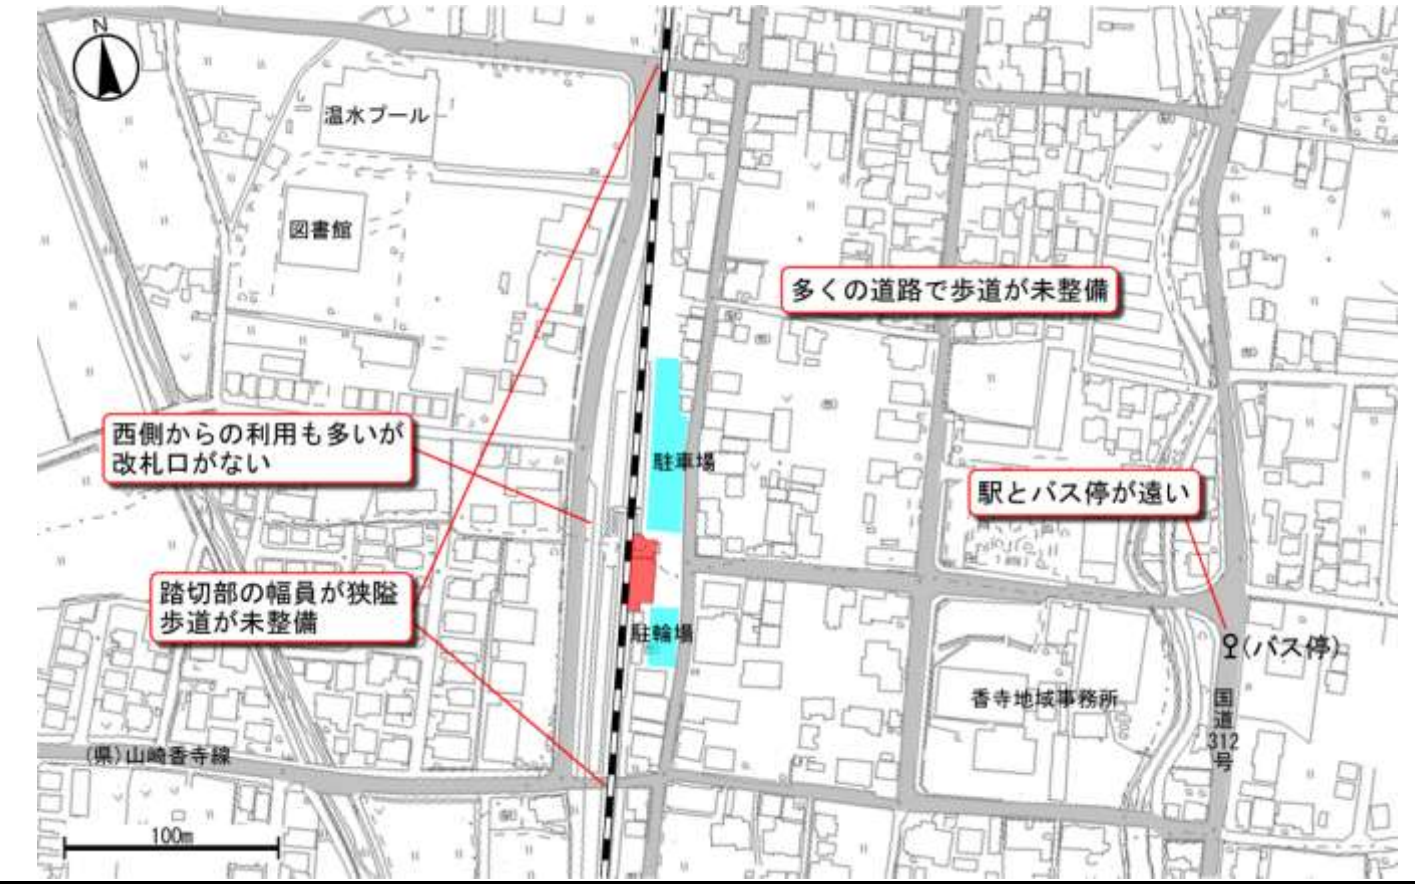 N
温水プール
図書館
多くの道路で歩道が未整備
西側からの利用も多いが
改札口がない
駐車場
駅とバス停が遠い
踏切部の幅員が狭隘
歩道が未整備
駐輪場
(バス停)
香寺地域事務所
国道312号
(県)山崎香寺線
100m